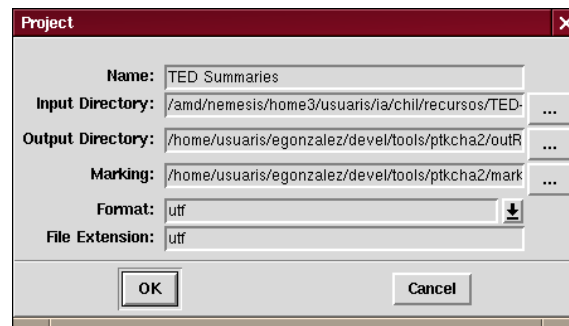 Project
Name: TED Summaries
Input Directory: /amd/nemesis/home3/usuaris/ia/chil/recursos/TED- ...
Output Directory: /home/usuaris/egonzalez/devel/tools/ptkcha2/outR ...
Marking: /home/usuaris/egonzalez/devel/tools/ptkcha2/mark ...
Format: utf
File Extension: utf
OK Cancel